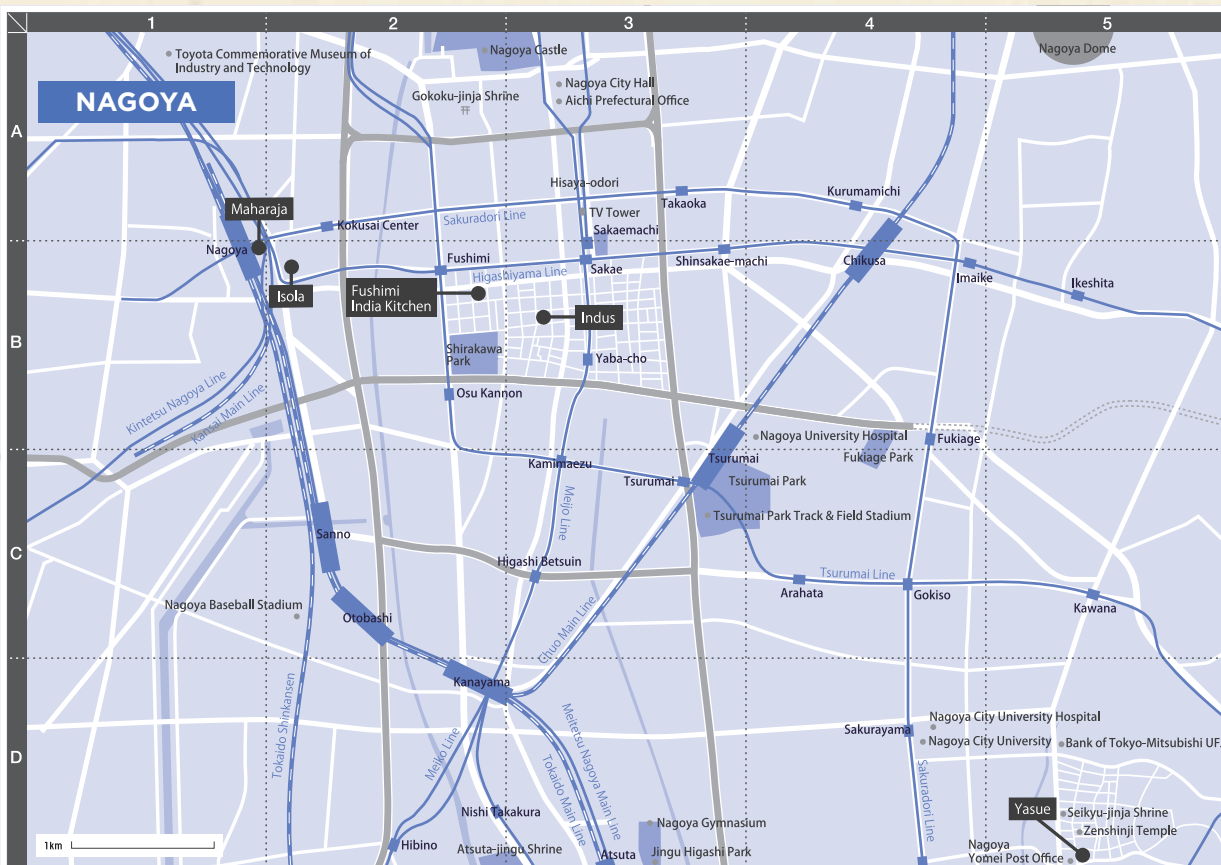 1
2
3
4
5
A
B
C
D
NAGOYA
Toyota Commemorative Museum of
Industry and Technology
Nagoya Castle
Nagoya City Hall
Aichi Prefectural Office
Gokoku-jinja Shrine
Nagoya Dome
Hisaya-odori
Takaoka
Kurumamichi
Maharaja
Kokusai Center
Sakuradori Line
TV Tower
Sakaemachi
Nagoya
Fushimi
Sakae
Shinsakae-machi
Chikusa
Imaike
Ikeshita
Higashiyama Line
Isola
Fushimi
India Kitchen
Indus
Shirakawa
Park
Yaba-cho
Osu Kannon
Kintetsu Nagoya Line
Kansai Main Line
Nagoya University Hospital
Fukiage
Fukiage Park
Kamimaezu
Tsurumai
Tsurumai
Tsurumai Park
Tsurumai Park Track & Field Stadium
Meijo Line
Sanno
Higashi Betsuin
Tsurumai Line
Arahata
Gokiso
Kawana
Nagoya Baseball Stadium
Otobashi
Chuo Main Line
Kanayama
Tokaido Shinkansen
Meiko Line
Meitetsu Nagoya Main Line
Tokaido Main Line
Sakurayama
Nagoya City University Hospital
Nagoya City University
Bank of Tokyo-Mitsubishi UFJ
Sakuradori Line
Nishi Takakura
Nagoya Gymnasium
Yasue
Seikyu-jinja Shrine
Zenshinji Temple
1km
Hibino
Atsuta-jingu Shrine
Atsuta
Jingu Higashi Park
Nagoya
Yomei Post Office